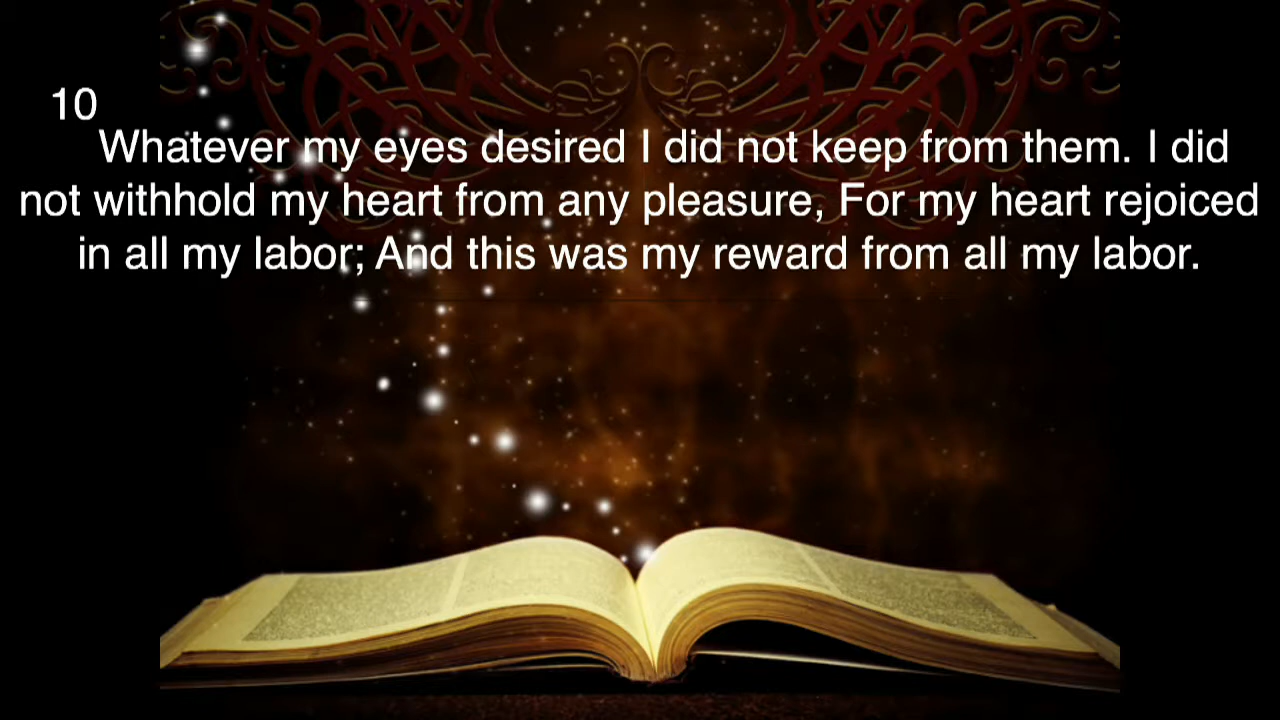 10
Whatever my eyes desired I did not keep from them. I did
not withhold my heart from any pleasure, For my heart rejoiced
in all my labor; And this was my reward from all my labor.